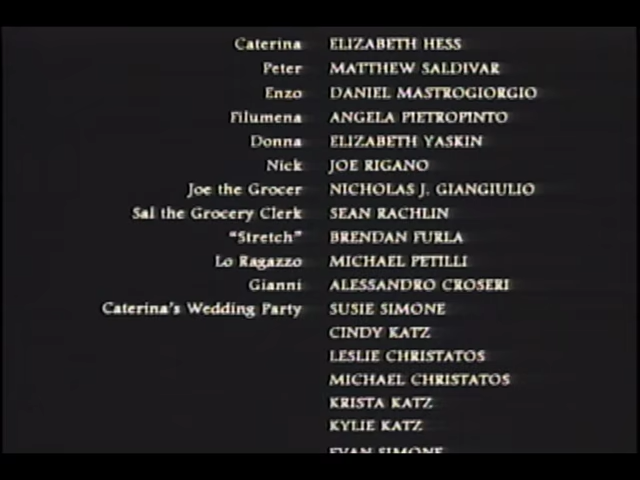 Caterina ELIZABETH HESS
Peter MATTHEW SALDIVAR
Enzo DANIEL MASTROGIORGIO
Filumena ANGELA PIETROPINTO
Donna ELIZABETH YASKIN
Nick JOE RIGANO
Joe the Grocer NICHOLAS J. GIANGIULIO
Sal the Grocery Clerk SEAN RACHLIN
"Stretch" BRENDAN FURLA
Lo Ragazzo MICHAEL PETILLI
Gianni ALESSANDRO CROSERI
Caterina's Wedding Party SUSIE SIMONE
CINDY KATZ
LESLIE CHRISTATOS
MICHAEL CHRISTATOS
KRISTA KATZ
KYLIE KATZ
EVAN SIMONE